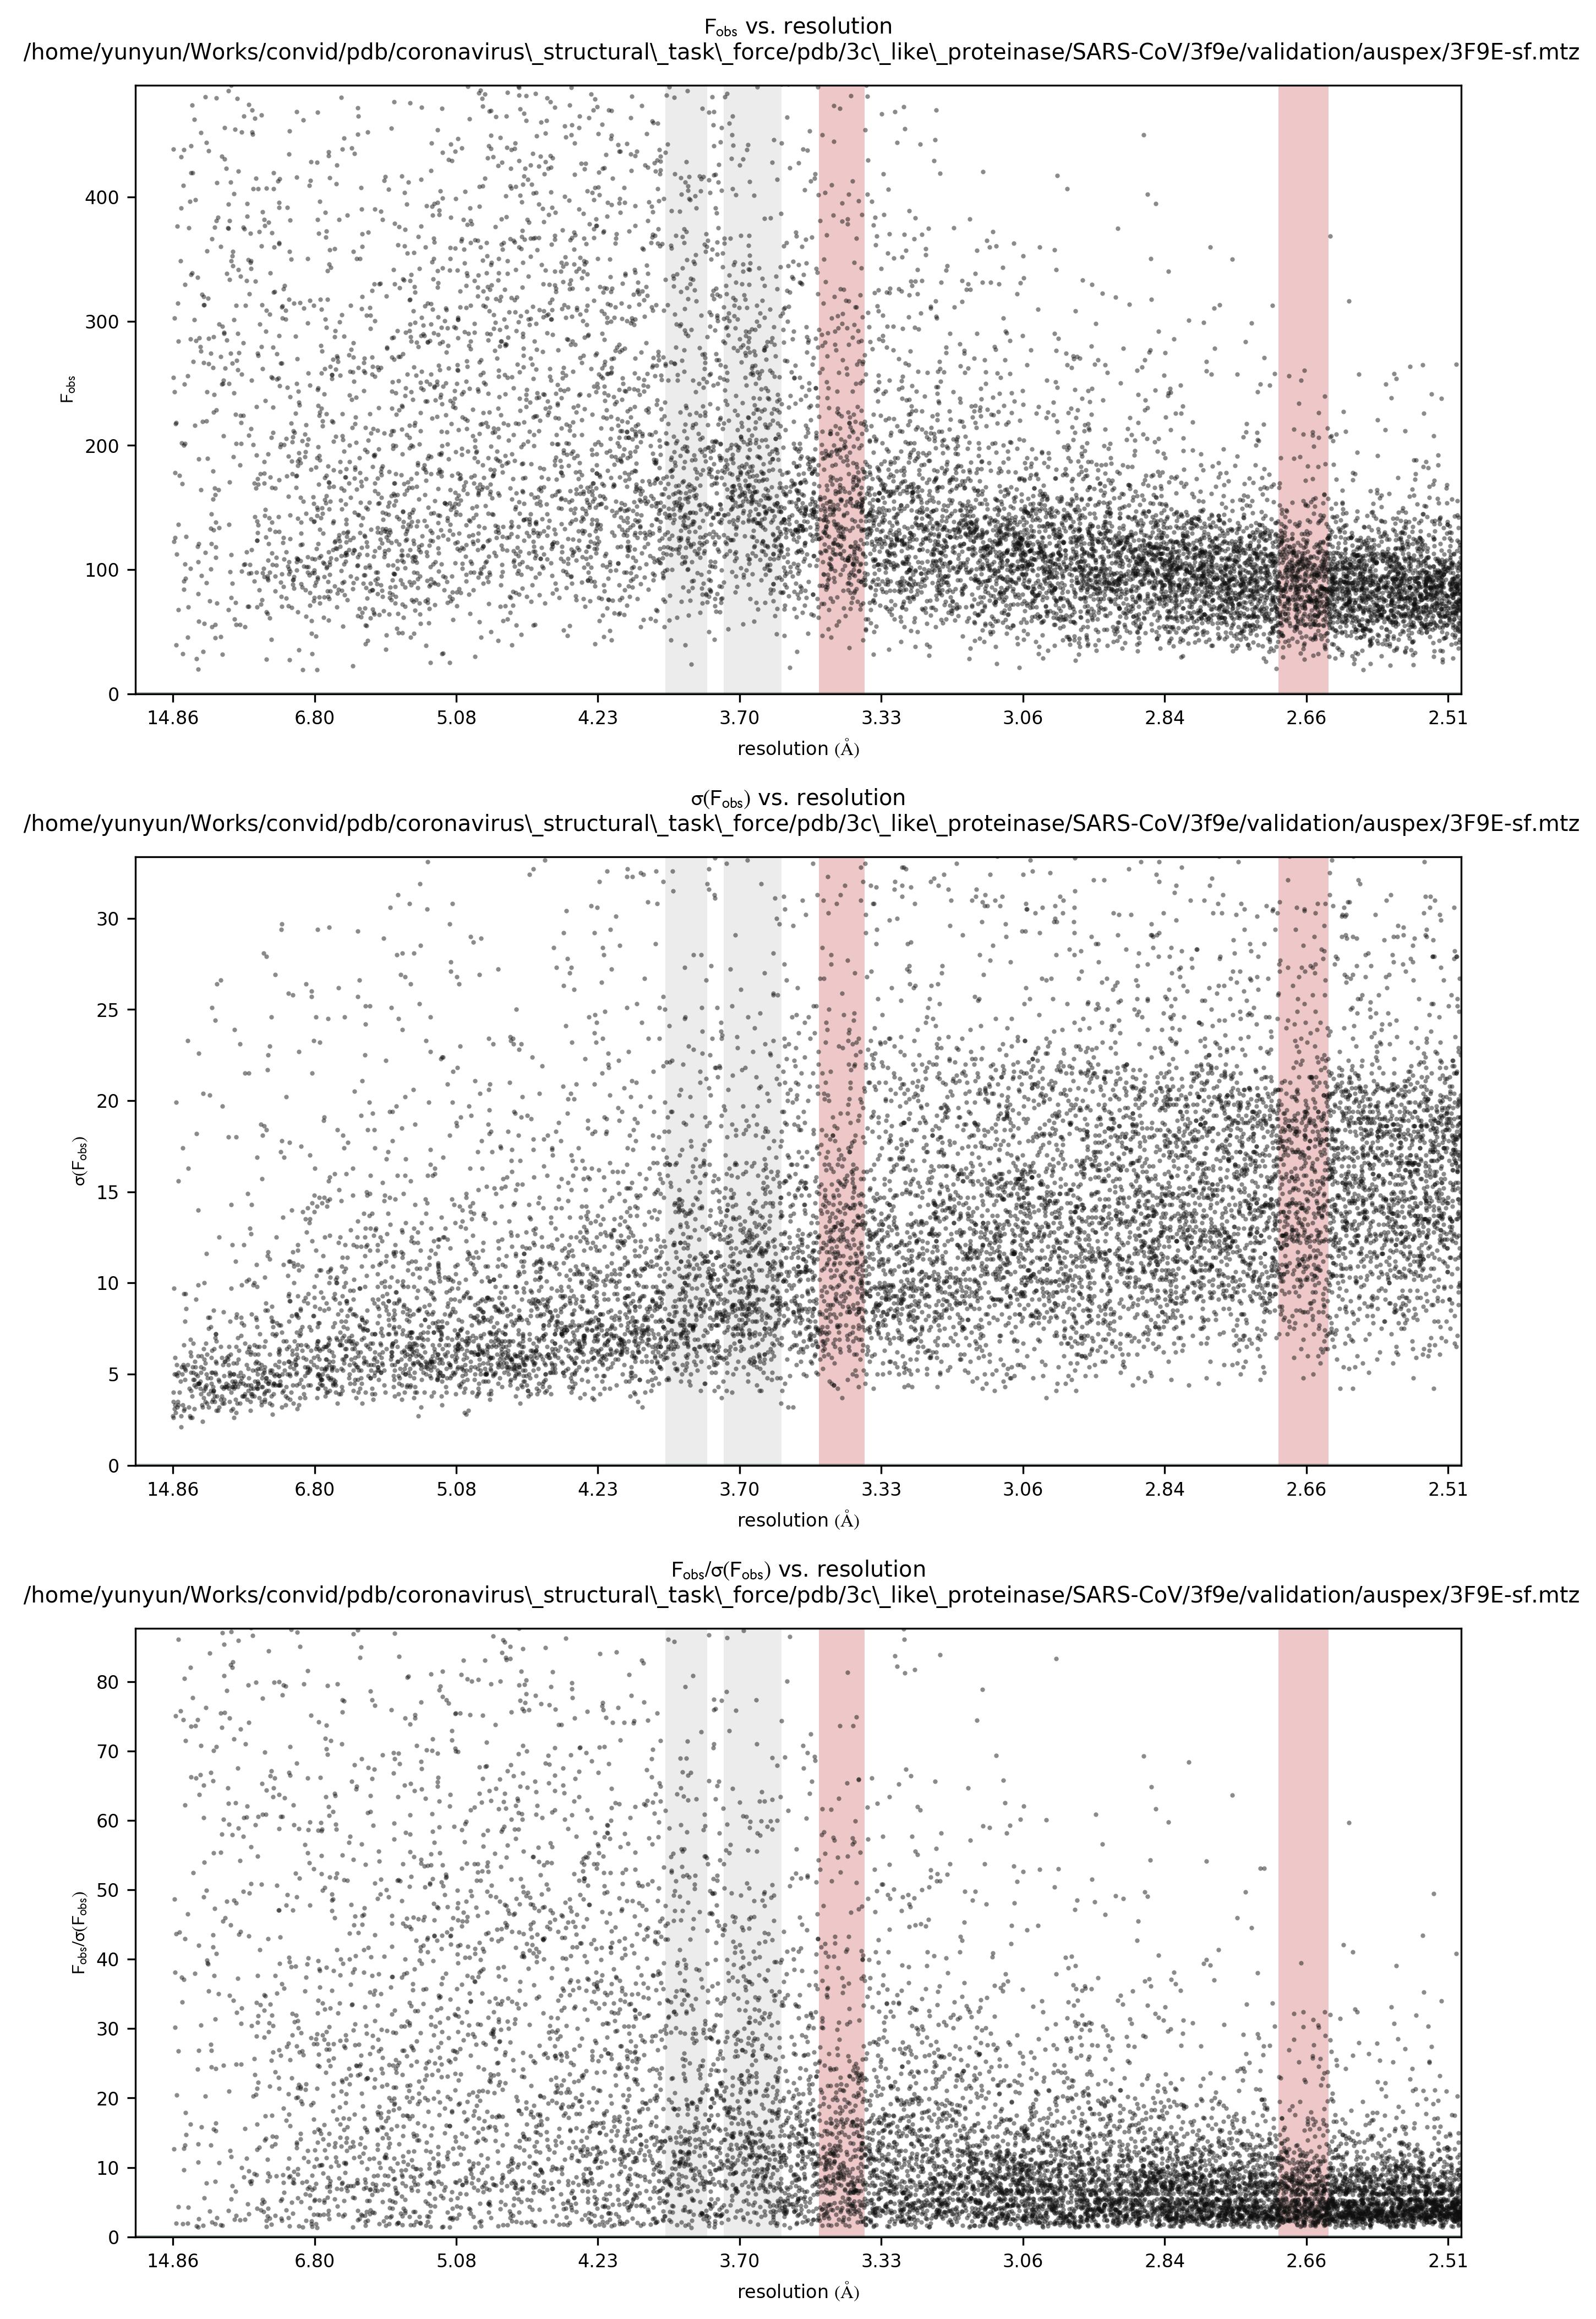 Fobs vs. resolution
/home/yunyun/Works/convid/pdb/coronavirus\_structural\_task\_force/pdb/3c\_like\_proteinase/SARS-CoV/3f9e/validation/auspex/3F9E-sf.mtz
400
300
200
100
0
Fobs
14.86 6.80 5.08 4.23 3.70 3.33 3.06 2.84 2.66 2.51
resolution (Å)
σ(Fobs) vs. resolution
/home/yunyun/Works/convid/pdb/coronavirus\_structural\_task\_force/pdb/3c\_like\_proteinase/SARS-CoV/3f9e/validation/auspex/3F9E-sf.mtz
30
25
20
15
10
5
0
σ(Fobs)
14.86 6.80 5.08 4.23 3.70 3.33 3.06 2.84 2.66 2.51
resolution (Å)
Fobs/σ(Fobs) vs. resolution
/home/yunyun/Works/convid/pdb/coronavirus\_structural\_task\_force/pdb/3c\_like\_proteinase/SARS-CoV/3f9e/validation/auspex/3F9E-sf.mtz
80
70
60
50
40
30
20
10
0
Fobs/σ(Fobs)
14.86 6.80 5.08 4.23 3.70 3.33 3.06 2.84 2.66 2.51
resolution (Å)